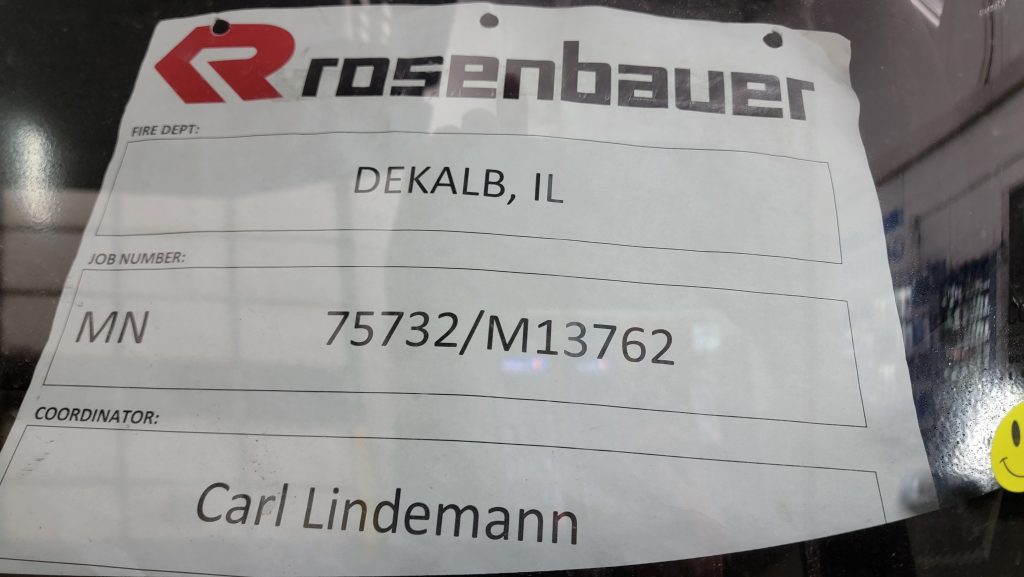 rosenbauer
FIRE DEPT:
DEKALB, IL
JOB NUMBER:
MN 75732/M13762
COORDINATOR:
Carl Lindemann